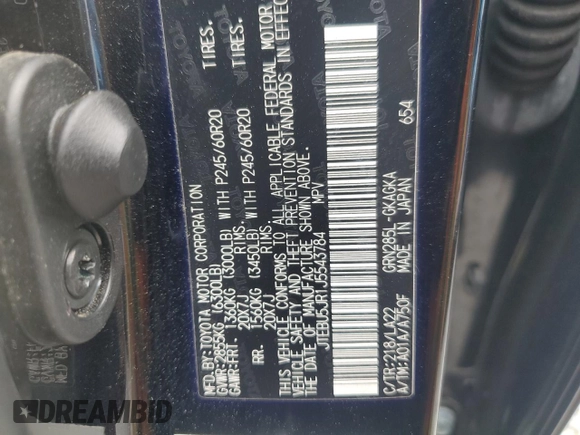 MFD.BY:TOYOTA MOTOR CORPORATION
GVWR:2855KG (6300LB)
GAWR:FRT. 1360KG (3000LB) WITH P245/60R20 TIRES.
20X7J RIMS.
RR. 1560KG (3450LB) WITH P245/60R20 TIRES.
20X7J RIMS
THIS VEHICLE CONFORMS TO ALL APPLICABLE FEDERAL MOTOR
VEHICLE SAFETY AND THEFT PREVENTION STANDARDS IN EFFECT
ON THE DATE OF MANUFACTURE SHOWN ABOVE.
JTEBU5JR1J5543784 MPV
C/TR:218/LA22 GRN285L-GKAGKA 654
A/TM:A01A/A750F MADE IN JAPAN
DREAMBID